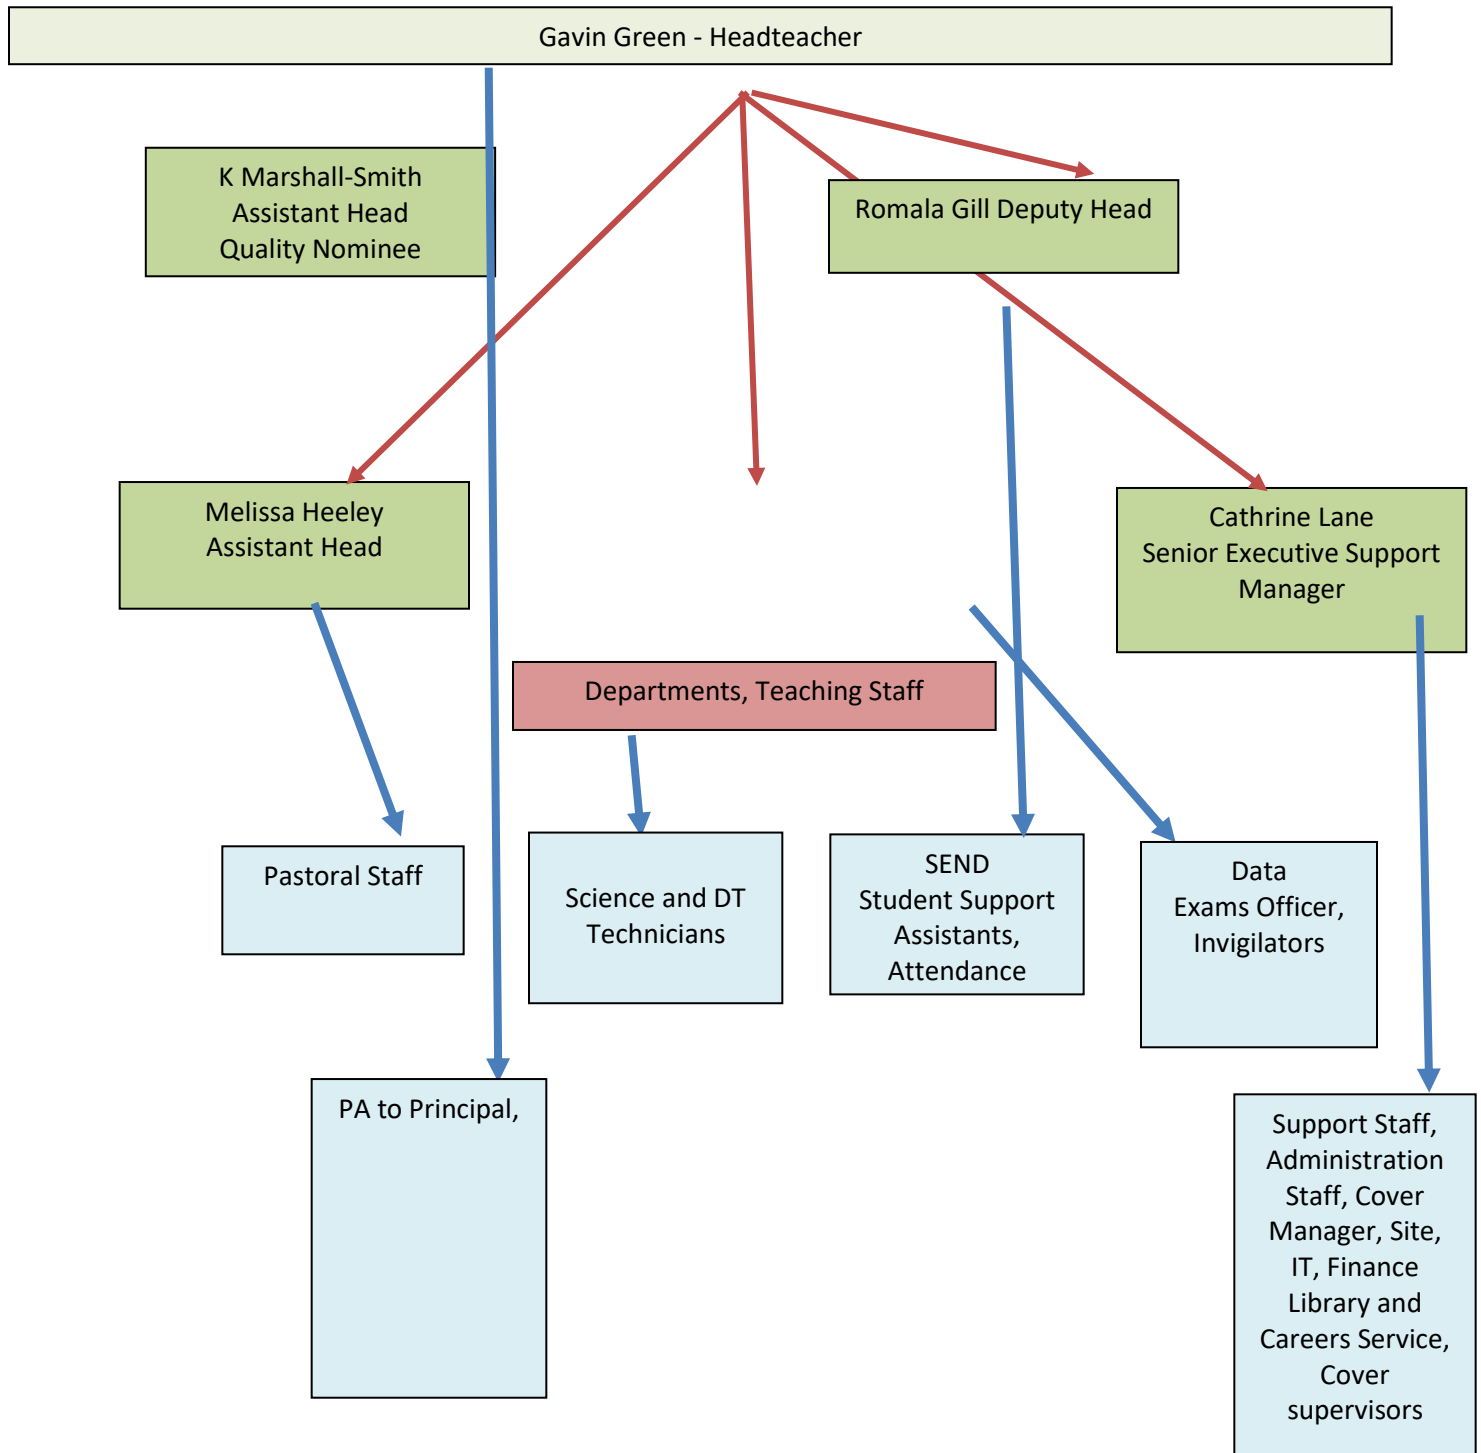 Gavin Green - Headteacher
K Marshall-Smith
Assistant Head
Quality Nominee
Romala Gill Deputy Head
Melissa Heeley
Assistant Head
Cathrine Lane
Senior Executive Support
Manager
Departments, Teaching Staff
Pastoral Staff
Science and DT
Technicians
SEND
Student Support
Assistants,
Attendance
Data
Exams Officer,
Invigilators
PA to Principal,
Support Staff,
Administration
Staff, Cover
Manager, Site,
IT, Finance
Library and
Careers Service,
Cover
supervisors